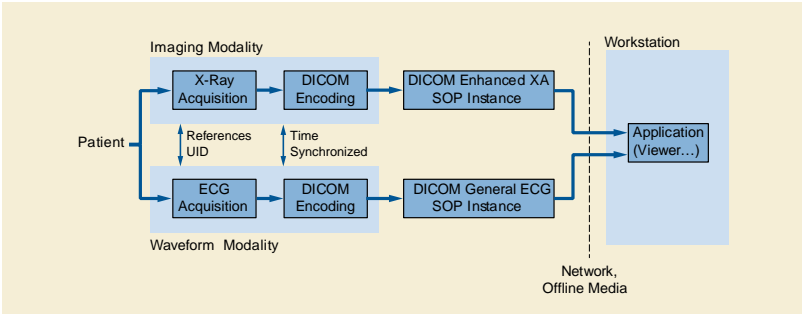 Imaging Modality
X-Ray
Acquisition
DICOM
Encoding
DICOM Enhanced XA
SOP Instance
Workstation
Patient
References
UID
Time
Synchronized
Application
(Viewer...)
ECG
Acquisition
DICOM
Encoding
DICOM General ECG
SOP Instance
Waveform Modality
Network,
Offline Media